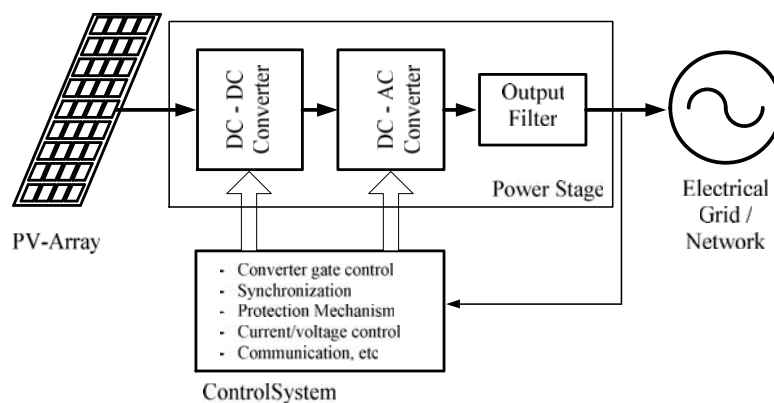 PV-Array
DC - DC
Converter
DC - AC
Converter
Output
Filter
Power Stage
Electrical
Grid /
Network
- Converter gate control
- Synchronization
- Protection Mechanism
- Current/voltage control
- Communication, etc
ControlSystem